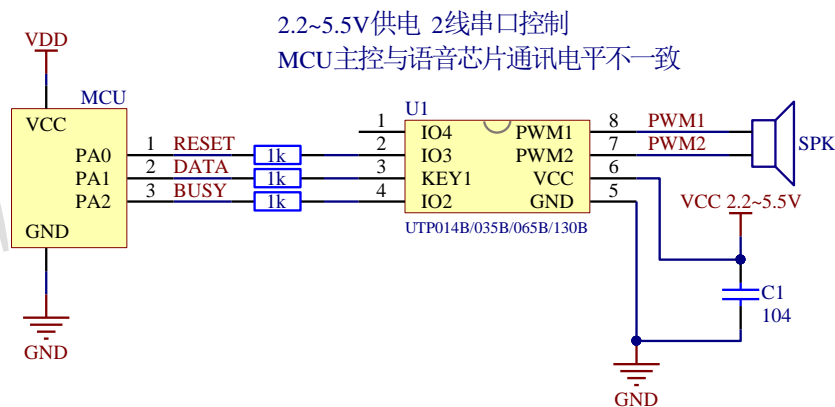 2.2~5.5V供电 2线串口控制
MCU主控与语音芯片通讯电平不一致
VDD
MCU
VCC
PA0 1 RESET 1k
PA1 2 DATA 1k
PA2 3 BUSY 1k
GND
GND
U1
1 IO4 PWM1 8 PWM1
2 IO3 PWM2 7 PWM2
3 KEY1 VCC 6
4 IO2 GND 5
UTP014B/035B/065B/130B
SPK
VCC 2.2~5.5V
C1
104
GND